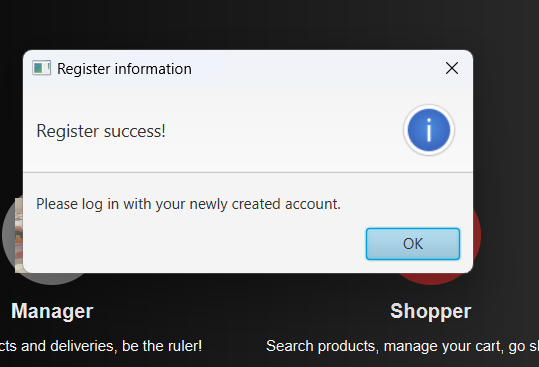 Register information
Register success!
i
Please log in with your newly created account.
OK
Manager
Shopper
cts and deliveries, be the ruler!
Search products, manage your cart, go